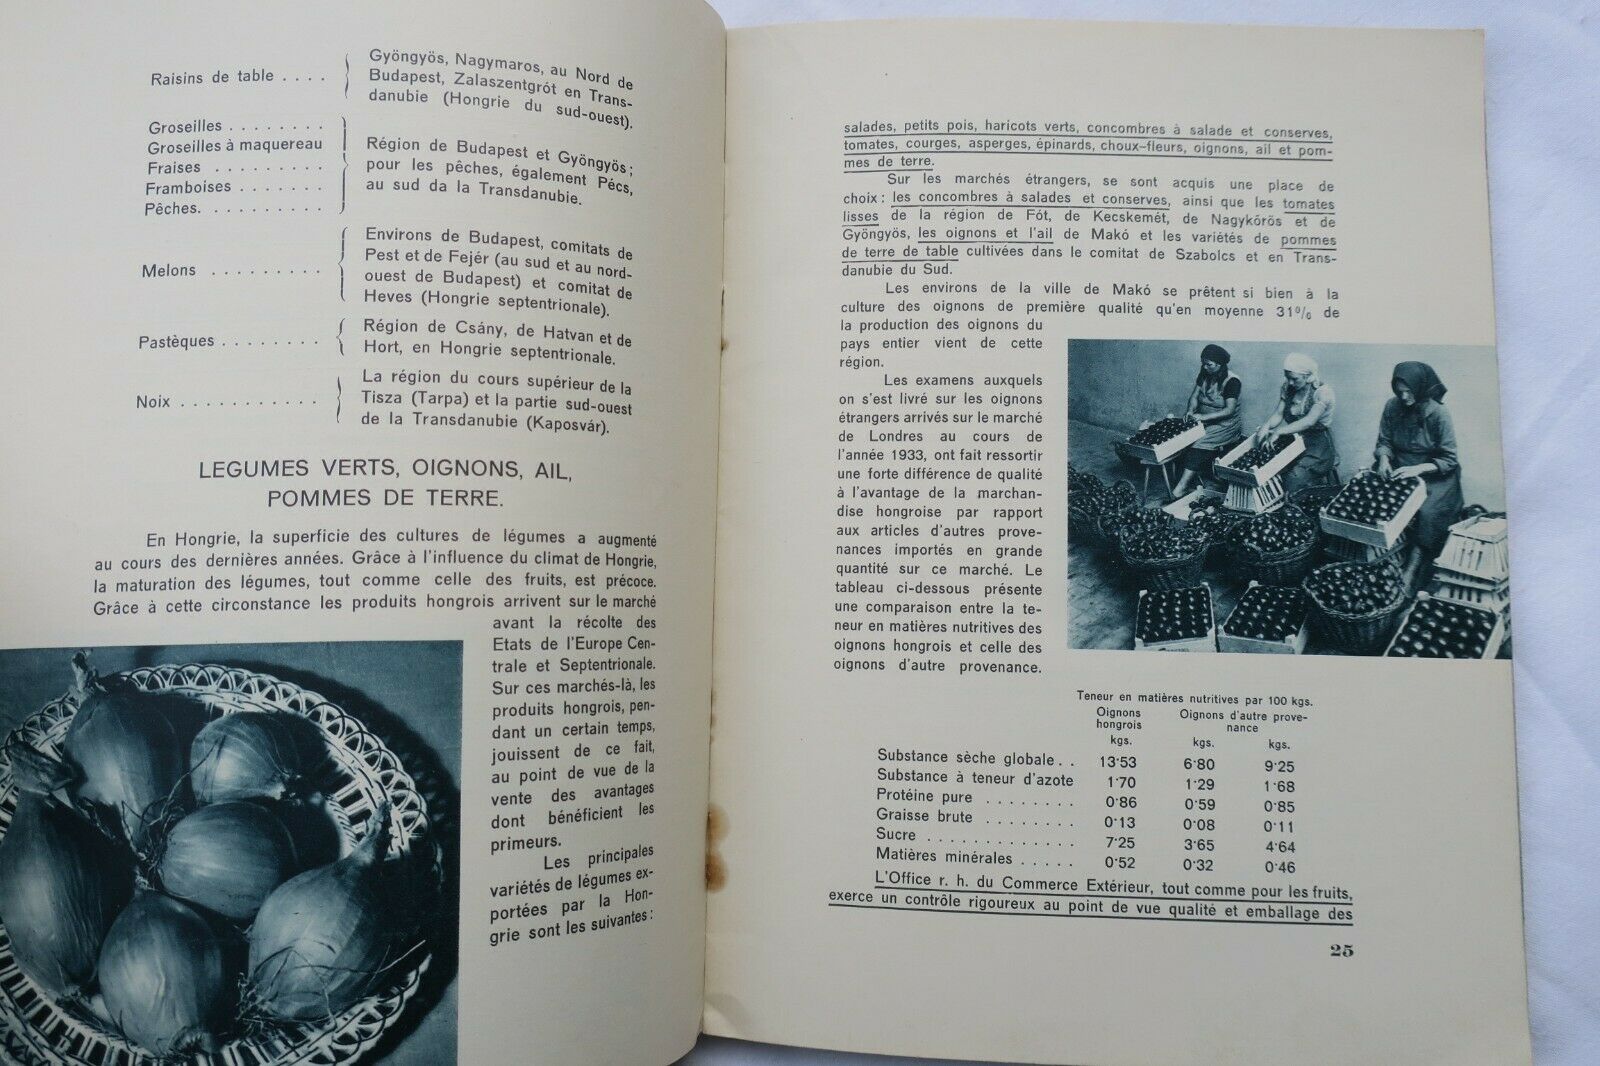 Raisins de table . . . .
Gyöngyös, Nagymaros, au Nord de
Budapest, Zalaszentgrót en Trans-
danubie (Hongrie du sud-ouest).
Groseilles . . . . . . . .
Groseilles à maquereau
Fraises . . . . . . . . . .
Framboises . . . . . . .
Pêches. . . . . . . . . .
Région de Budapest et Gyöngyös ;
pour les pêches, également Pécs,
au sud da la Transdanubie.
Melons . . . . . . . . .
Environs de Budapest, comitats de
Pest et de Fejér (au sud et au nord-
ouest de Budapest) et comitat de
Heves (Hongrie septentrionale).
Pastèques . . . . . . . .
Région de Csány, de Hatvan et de
Hort, en Hongrie septentrionale.
Noix . . . . . . . . . . .
La région du cours supérieur de la
Tisza (Tarpa) et la partie sud-ouest
de la Transdanubie (Kaposvár).
LEGUMES VERTS, OIGNONS, AIL,
POMMES DE TERRE.
En Hongrie, la superficie des cultures de légumes a augmenté
au cours des dernières années. Grâce à l'influence du climat de Hongrie,
la maturation des légumes, tout comme celle des fruits, est précoce.
Grâce à cette circonstance les produits hongrois arrivent sur le marché
avant la récolte des
Etats de l'Europe Cen-
trale et Septentrionale.
Sur ces marchés-là, les
produits hongrois, pen-
dant un certain temps,
jouissent de ce fait,
au point de vue de la
vente des avantages
dont bénéficient les
primeurs.
Les principales
variétés de légumes ex-
portées par la Hon-
grie sont les suivantes :
salades, petits pois, haricots verts, concombres à salade et conserves,
tomates, courges, asperges, épinards, choux-fleurs, oignons, ail et pom-
mes de terre.
Sur les marchés étrangers, se sont acquis une place de
choix : les concombres à salades et conserves, ainsi que les tomates
lisses de la région de Fót, de Kecskemét, de Nagykőrös et de
Gyöngyös, les oignons et l'ail de Makó et les variétés de pommes
de terre de table cultivées dans le comitat de Szabolcs et en Trans-
danubie du Sud.
Les environs de la ville de Makó se prêtent si bien à la
culture des oignons de première qualité qu'en moyenne 31% de
la production des oignons du
pays entier vient de cette
région.
Les examens auxquels
on s'est livré sur les oignons
étrangers arrivés sur le marché
de Londres au cours de
l'année 1933, ont fait ressortir
une forte différence de qualité
à l'avantage de la marchan-
dise hongroise par rapport
aux articles d'autres prove-
nances importés en grande
quantité sur ce marché. Le
tableau ci-dessous présente
une comparaison entre la te-
neur en matières nutritives des
oignons hongrois et celle des
oignons d'autre provenance.
Teneur en matières nutritives par 100 kgs.
Oignons hongrois Oignons d'autre prove-
nance
kgs. kgs. kgs.
Substance sèche globale . . 13·53 6·80 9·25
Substance à teneur d'azote 1·70 1·29 1·68
Protéine pure . . . . . . . . 0·86 0·59 0·85
Graisse brute . . . . . . . . 0·13 0·08 0·11
Sucre . . . . . . . . . . . . . 7·25 3·65 4·64
Matières minérales . . . . . 0·52 0·32 0·46
L'Office r. h. du Commerce Extérieur, tout comme pour les fruits,
exerce un contrôle rigoureux au point de vue qualité et emballage des
25